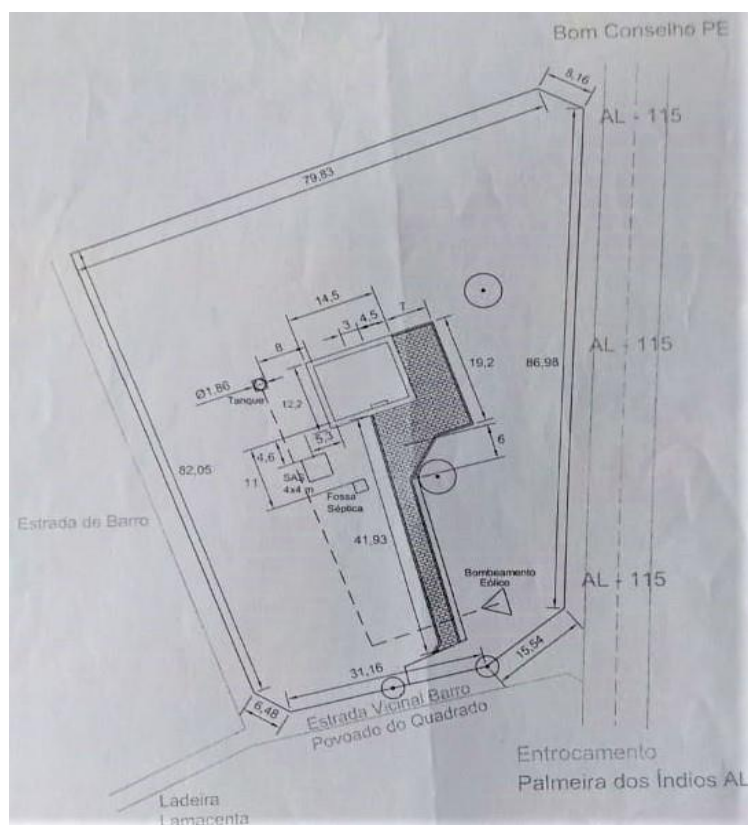 Bom Conselho PE
8,16
AL - 115
79,83
14,5
7
3
4,5
8
Ø1,86
Tanque
12,2
19,2
86,98
AL - 115
5,3
4,6
11
6
82,05
SAS
4x4 m
Fossa
Séptica
Estrada de Barro
41,93
Bombeamento
Eólico
AL - 115
31,16
15,54
6,48
Estrada Vicinal Barro
Povoado do Quadrado
Entrocamento
Palmeira dos Índios AL
Ladeira
Lamacenta